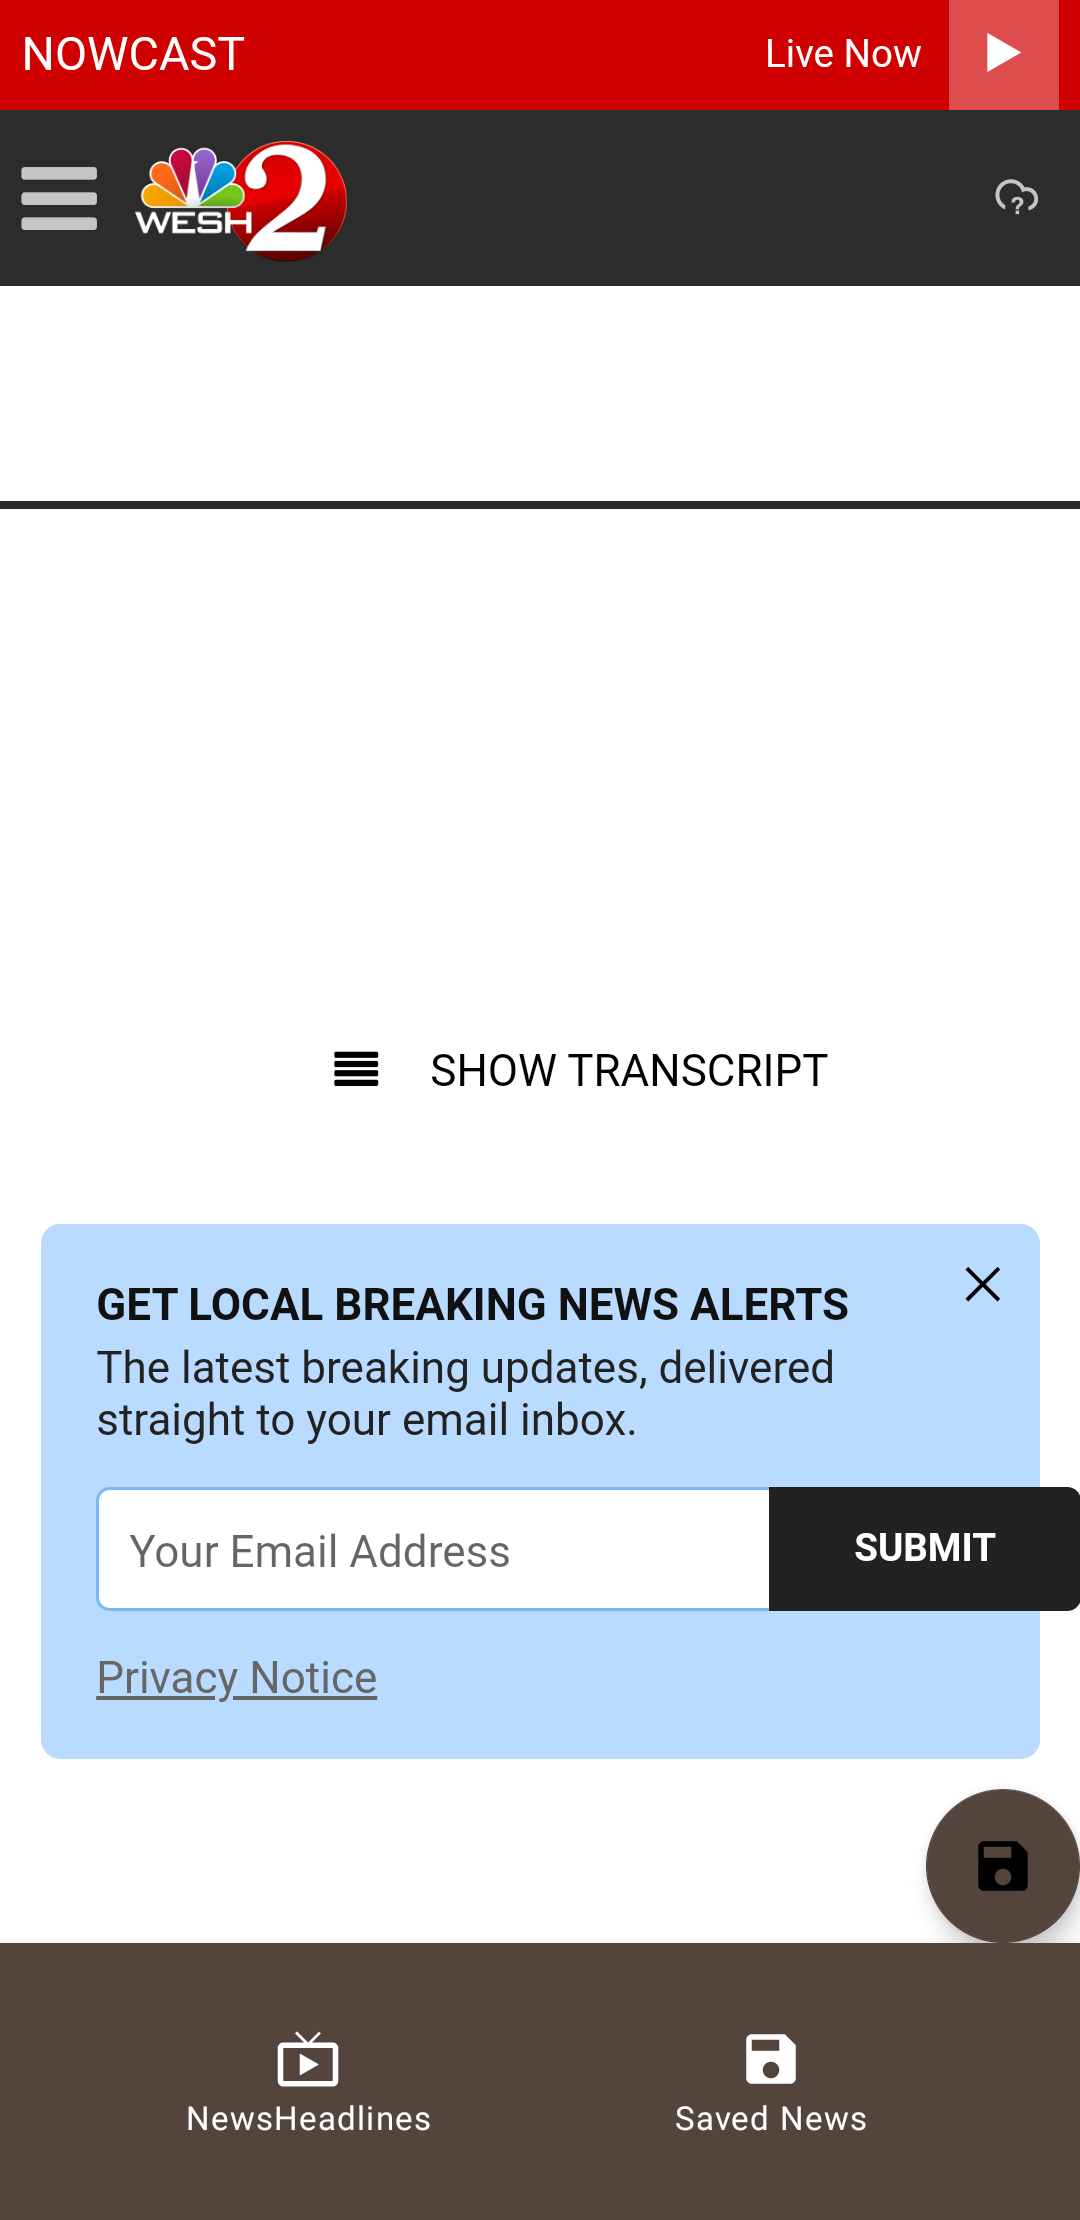 NOWCAST
Live Now
WESH 2
?
SHOW TRANSCRIPT
GET LOCAL BREAKING NEWS ALERTS
The latest breaking updates, delivered
straight to your email inbox.
Your Email Address
SUBMIT
Privacy Notice
NewsHeadlines
Saved News